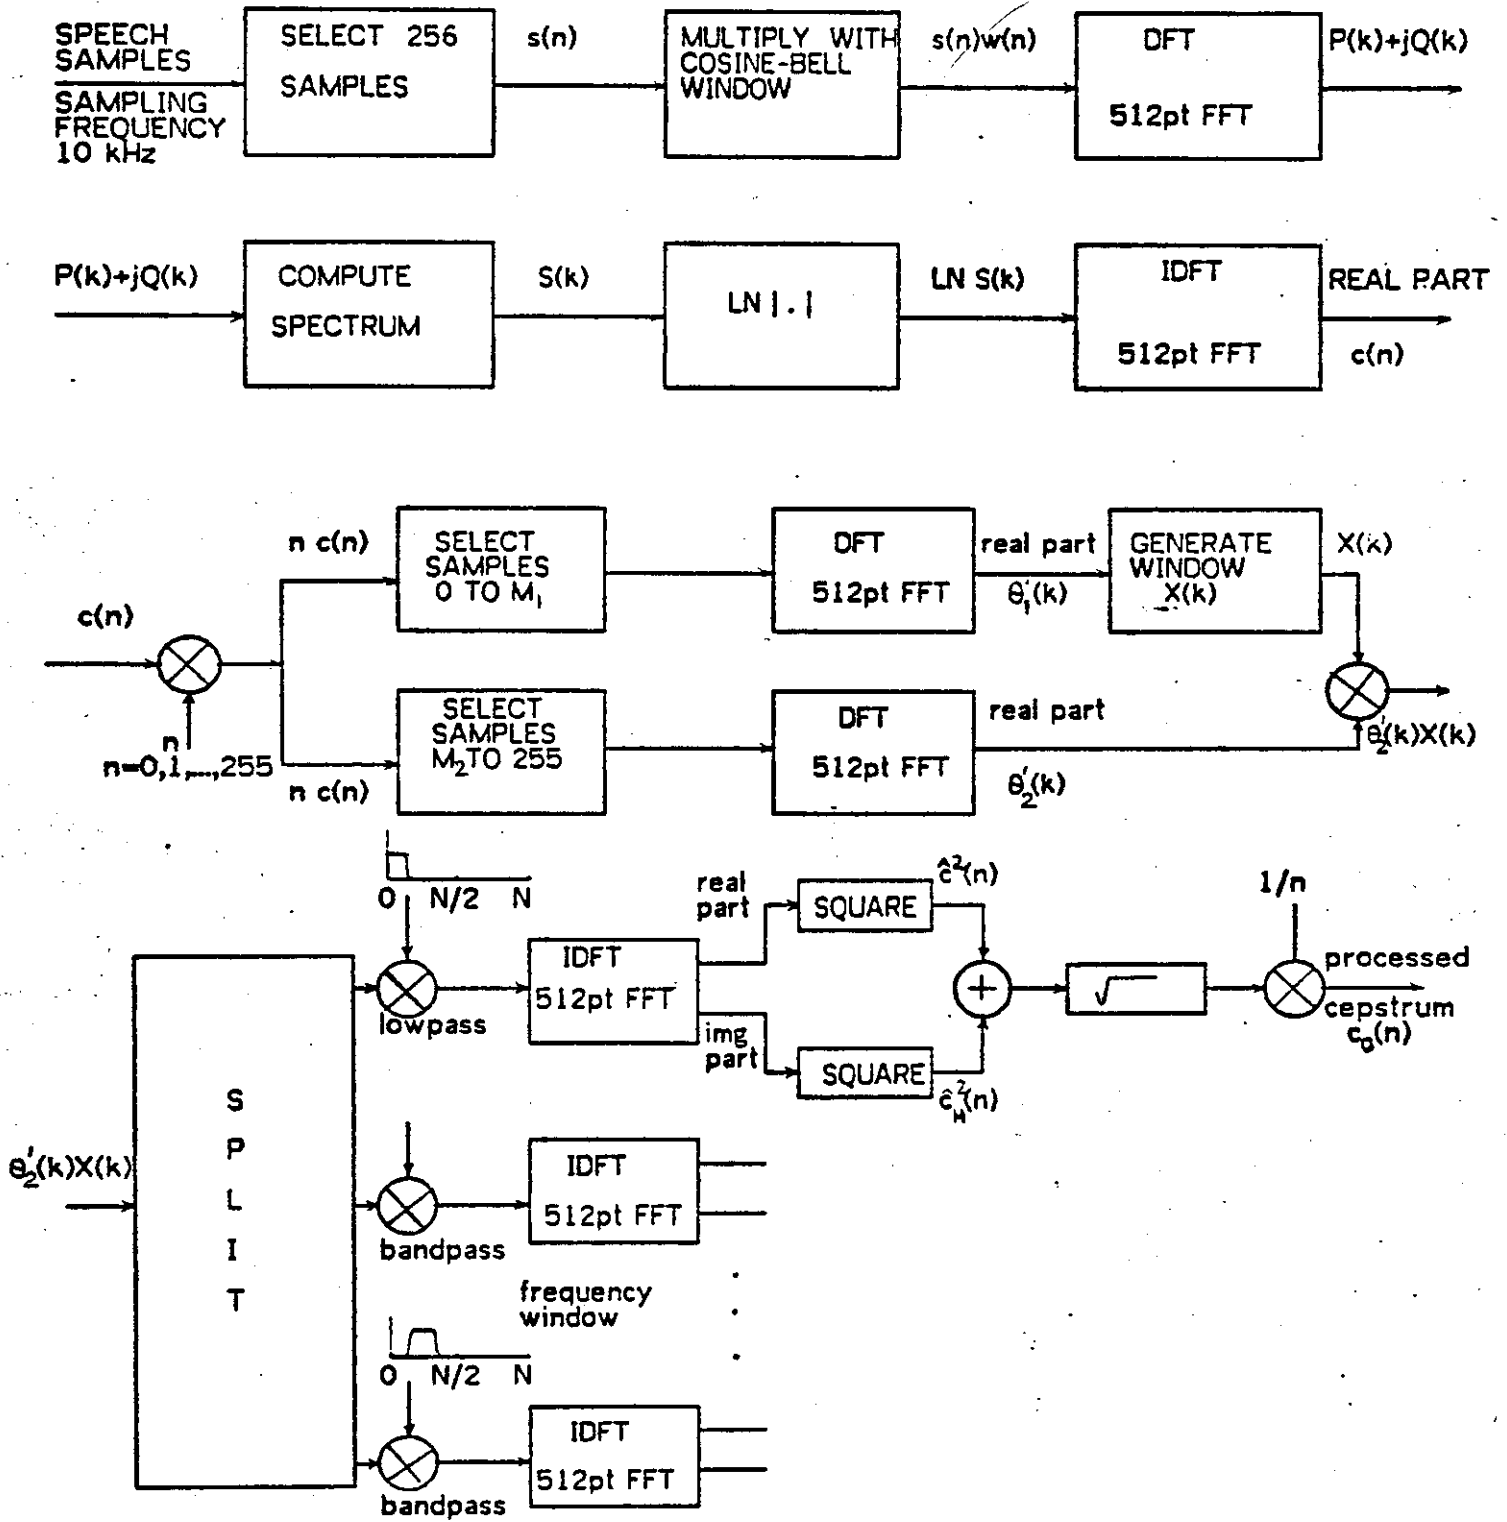 SPEECH
SAMPLES
SAMPLING
FREQUENCY
10 kHz
SELECT 256
SAMPLES
s(n)
MULTIPLY WITH
COSINE-BELL
WINDOW
s(n)w(n)
DFT
512pt FFT
P(k)+jQ(k)
P(k)+jQ(k)
COMPUTE
SPECTRUM
S(k)
LN|.|
LN S(k)
IDFT
512pt FFT
REAL PART
c(n)
c(n)
n
n=0,1,...,255
n c(n)
SELECT
SAMPLES
0 TO M₁
DFT
512pt FFT
real part
θ₁'(k)
GENERATE
WINDOW
X(k)
X(k)
n c(n)
SELECT
SAMPLES
M₂TO 255
DFT
512pt FFT
real part
θ₂'(k)
θ₂'(k)X(k)
θ₂'(k)X(k)
S
P
L
I
T
0 N/2 N
lowpass
IDFT
512pt FFT
real
part
img
part
SQUARE
ĉ²(n)
SQUARE
ĉ_H²(n)
+
√
1/n
processed
cepstrum
bandpass
IDFT
512pt FFT
frequency
window
0 N/2 N
bandpass
IDFT
512pt FFT